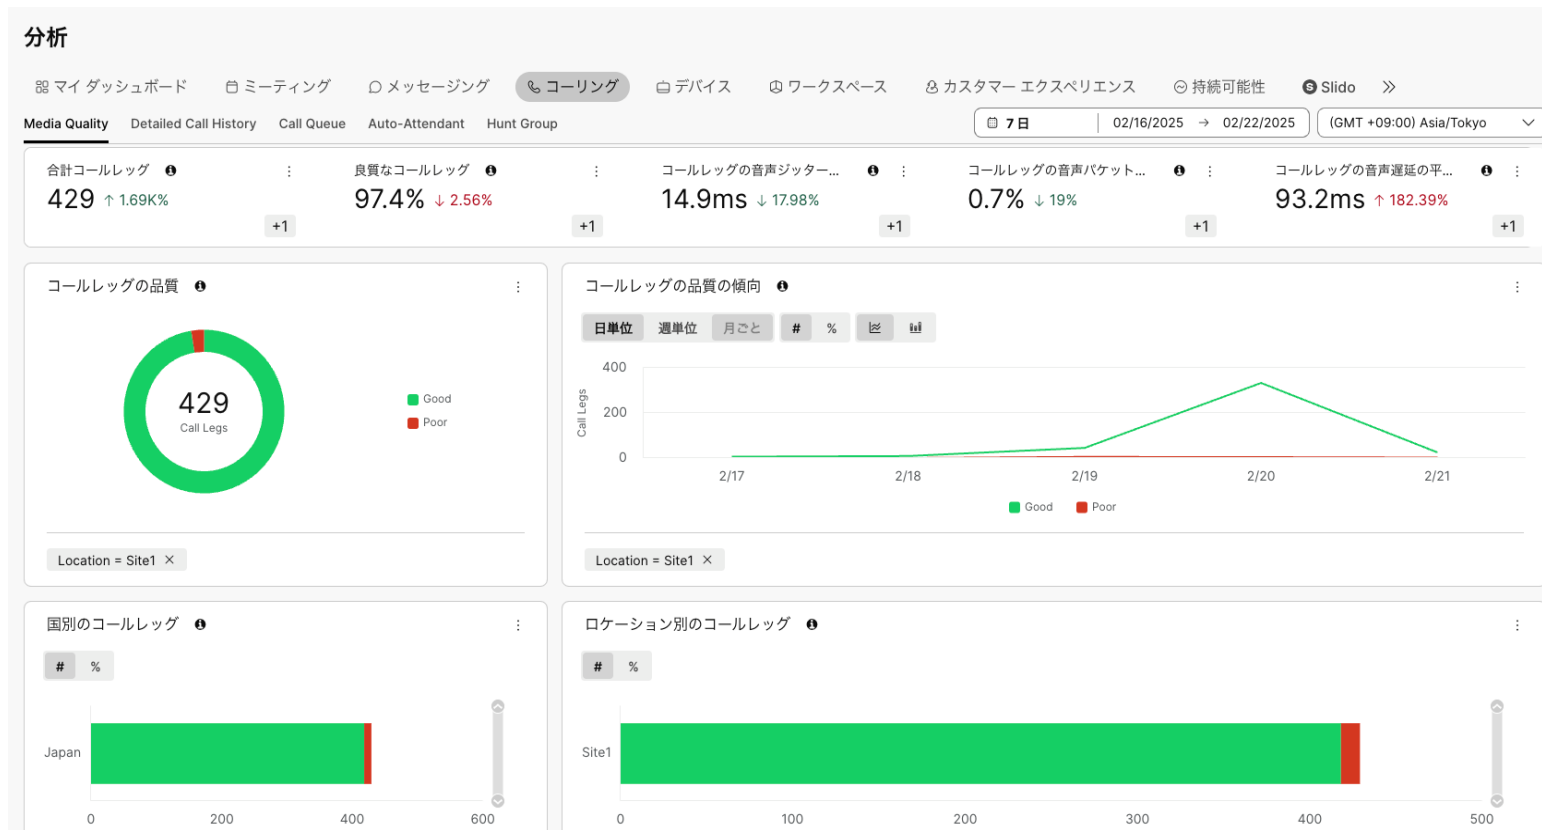 分析
マイ ダッシュボード ミーティング メッセージング コーリング デバイス ワークスペース カスタマー エクスペリエンス 持続可能性 S Slido
Media Quality Detailed Call History Call Queue Auto-Attendant Hunt Group 7 日 02/16/2025 → 02/22/2025 (GMT +09:00) Asia/Tokyo
合計コールレッグ 良質なコールレッグ コールレッグの音声ジッター... コールレッグの音声パケット... コールレッグの音声遅延の平...
429 ↑ 1.69K% 97.4% ↓ 2.56% 14.9ms ↓ 17.98% 0.7% ↓ 19% 93.2ms ↑ 182.39%
+1 +1 +1 +1 +1
コールレッグの品質
429
Call Legs
Good
Poor
Location = Site1 ×
コールレッグの品質の傾向
日単位 週単位 月ごと # %
400
200
0
Call Legs
2/17 2/18 2/19 2/20 2/21
Good Poor
Location = Site1 ×
国別のコールレッグ
# %
Japan
0 200 400 600
ロケーション別のコールレッグ
# %
Site1
0 100 200 300 400 500